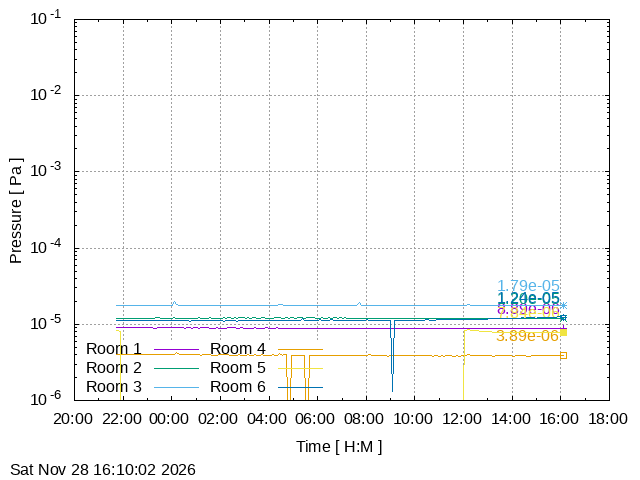 10^-1
10^-2
10^-3
10^-4
10^-5
10^-6
Pressure [ Pa ]
1.79e-05
1.20e-05
3.89e-06
Room 1 Room 4
Room 2 Room 5
Room 3 Room 6
20:00 22:00 00:00 02:00 04:00 06:00 08:00 10:00 12:00 14:00 16:00 18:00
Time [ H:M ]
Sat Nov 28 16:10:02 2026